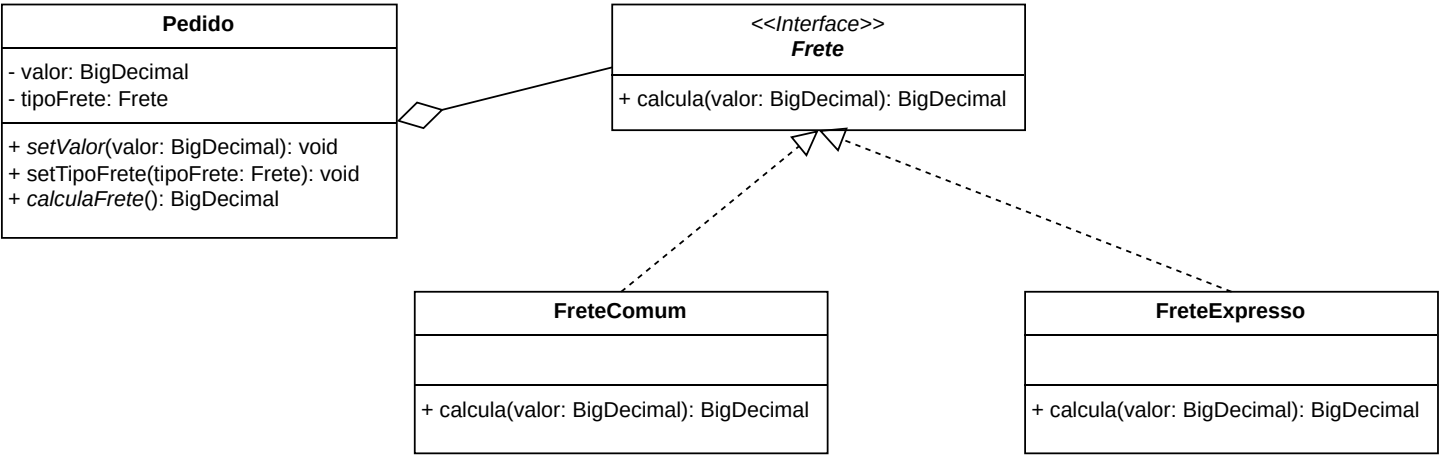 Pedido
- valor: BigDecimal
- tipoFrete: Frete
+ setValor(valor: BigDecimal): void
+ setTipoFrete(tipoFrete: Frete): void
+ calculaFrete(): BigDecimal
<<Interface>>
Frete
+ calcula(valor: BigDecimal): BigDecimal
FreteComum
+ calcula(valor: BigDecimal): BigDecimal
FreteExpresso
+ calcula(valor: BigDecimal): BigDecimal